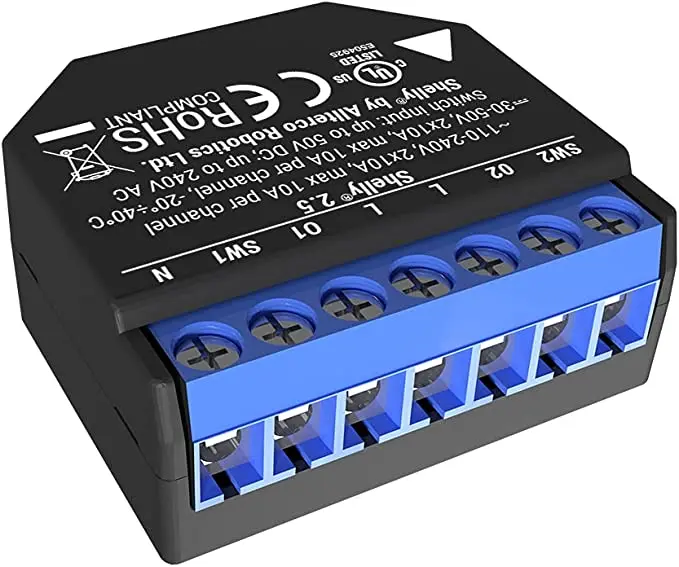 C UL US
LISTED
E504925
CE RoHS
COMPLIANT
Shelly® by Allterco Robotics Ltd.
Switch input: up to 50V DC; up to 240V AC
⎓30-50V, 2x10A, max 10A per channel, -20°÷40°C
~110-240V, 2x10A, max 10A per channel
Shelly® 2.5
N SW1 O1 L L O2 SW2